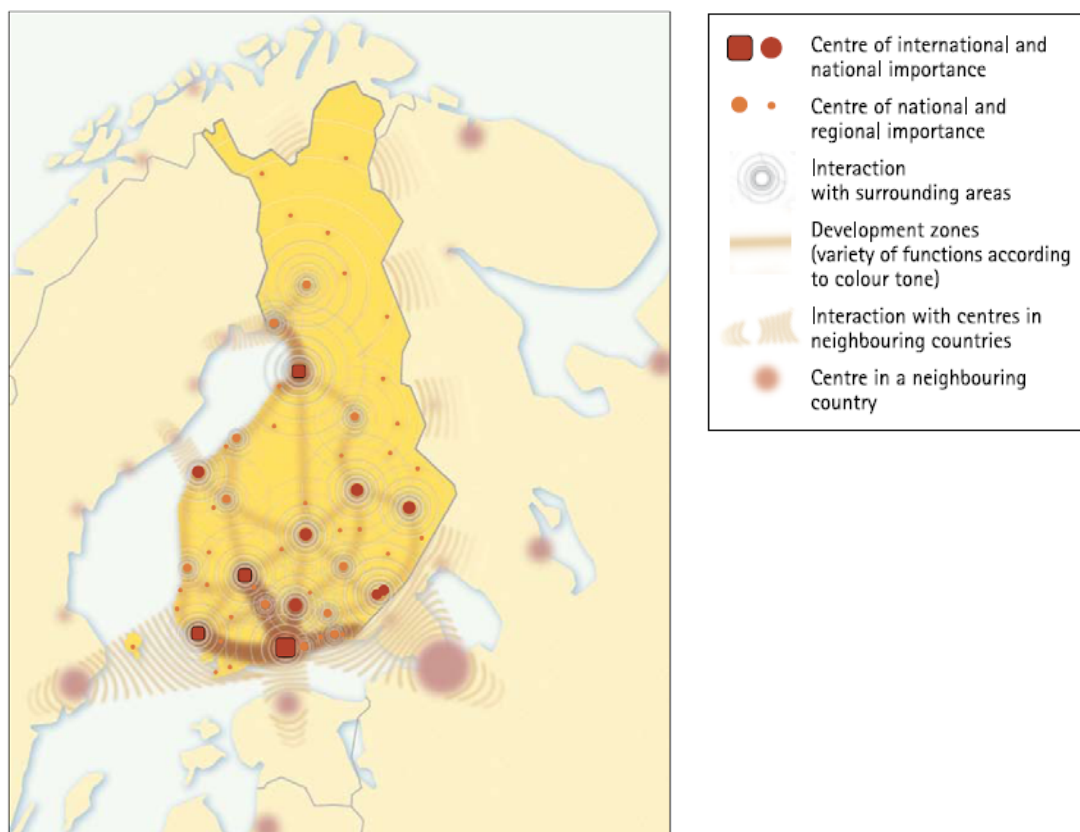 Centre of international and
national importance
Centre of national and
regional importance
Interaction
with surrounding areas
Development zones
(variety of functions according
to colour tone)
Interaction with centres in
neighbouring countries
Centre in a neighbouring
country